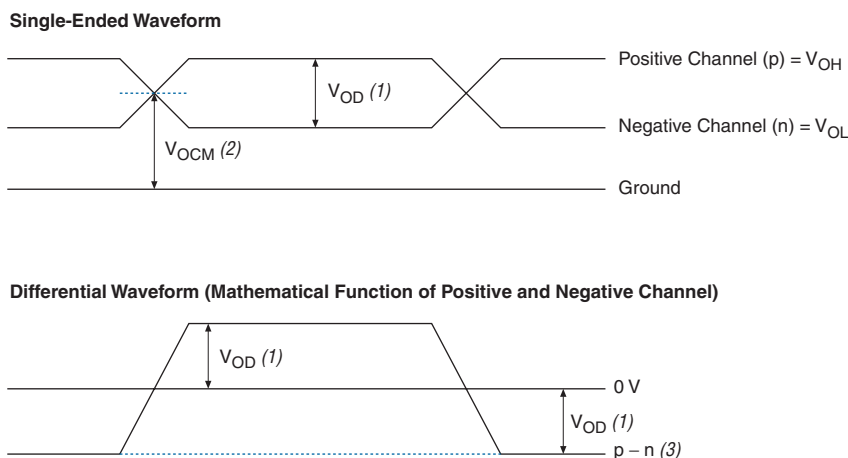 Single-Ended Waveform
Positive Channel (p) = VOH
VOD (1)
Negative Channel (n) = VOL
VOCM (2)
Ground
Differential Waveform (Mathematical Function of Positive and Negative Channel)
VOD (1)
0 V
VOD (1)
p – n (3)